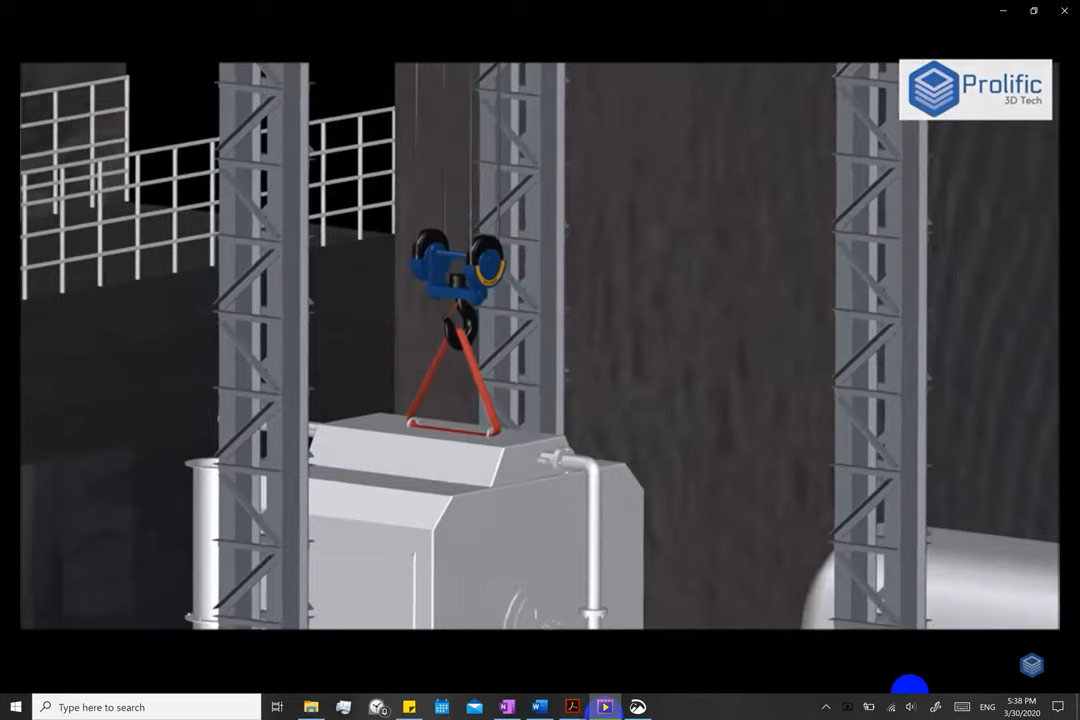 Prolific
3D Tech
Type here to search
ENG
5:38 PM
3/30/2020